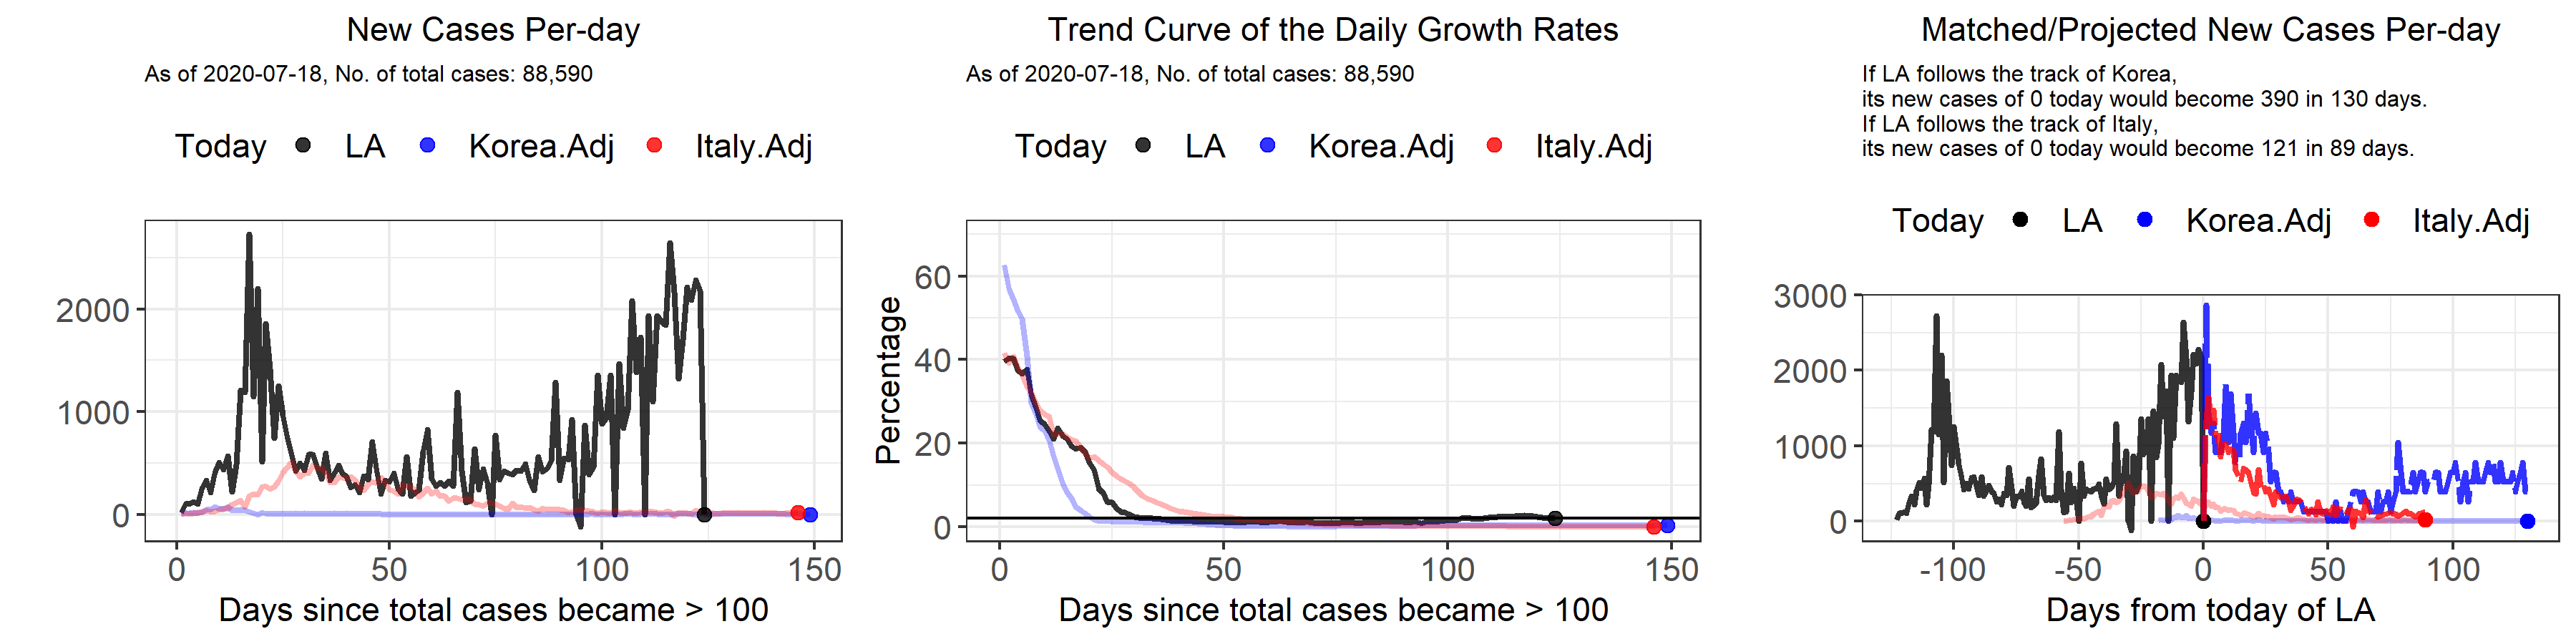 New Cases Per-day
As of 2020-07-18, No. of total cases: 88,590
Today LA Korea.Adj Italy.Adj
2000
1000
0
0 50 100 150
Days since total cases became > 100
Trend Curve of the Daily Growth Rates
As of 2020-07-18, No. of total cases: 88,590
Today LA Korea.Adj Italy.Adj
Percentage
60
40
20
0
0 50 100 150
Days since total cases became > 100
Matched/Projected New Cases Per-day
If LA follows the track of Korea,
its new cases of 0 today would become 390 in 130 days.
If LA follows the track of Italy,
its new cases of 0 today would become 121 in 89 days.
Today LA Korea.Adj Italy.Adj
3000
2000
1000
0
-100 -50 0 50 100
Days from today of LA